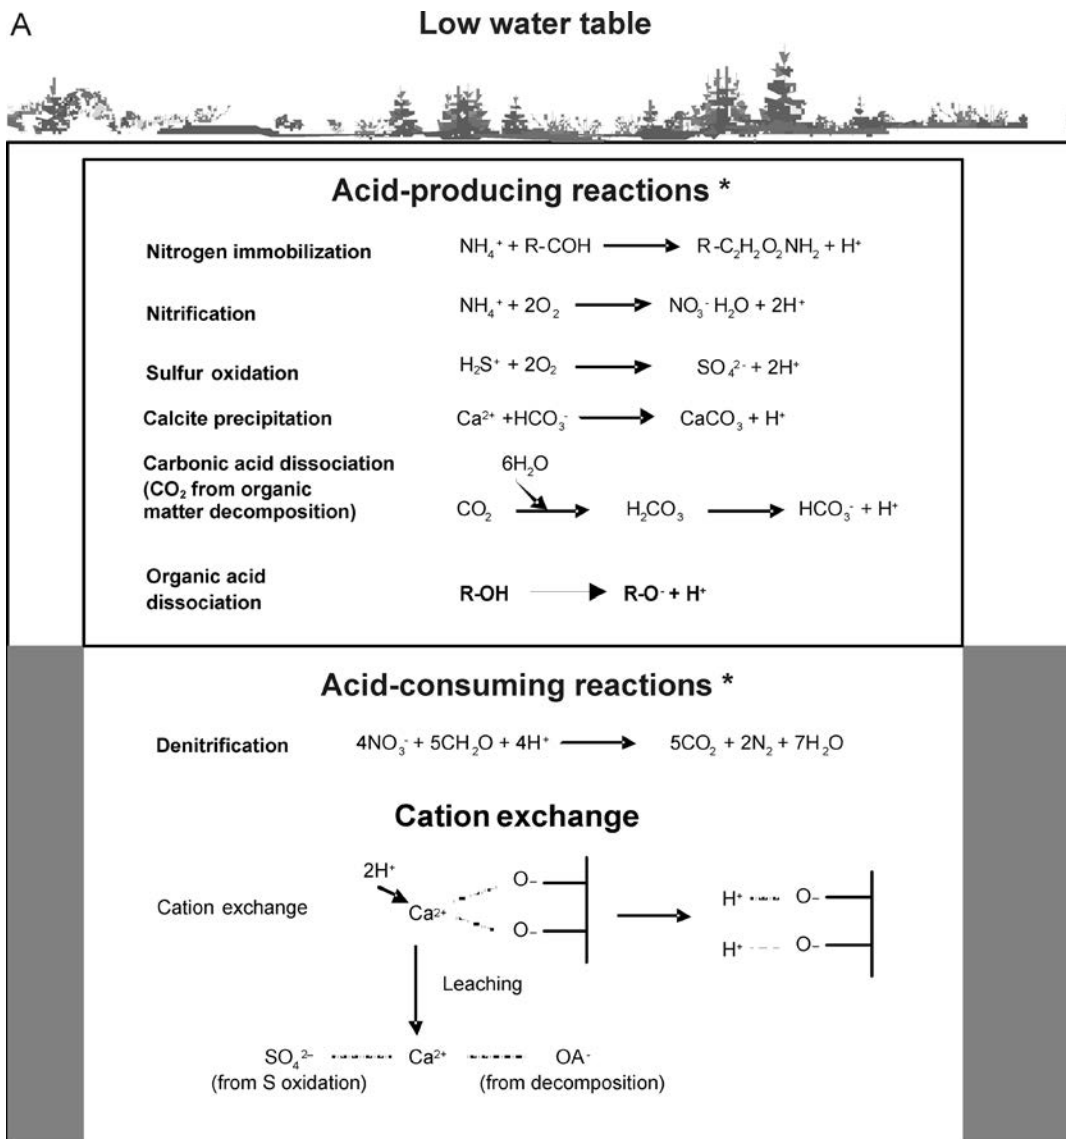 A
Low water table
Acid-producing reactions *
Nitrogen immobilization NH₄⁺ + R-COH → R-C₂H₂O₂NH₂ + H⁺
Nitrification NH₄⁺ + 2O₂ → NO₃⁻ H₂O + 2H⁺
Sulfur oxidation H₂S⁺ + 2O₂ → SO₄²⁻ + 2H⁺
Calcite precipitation Ca²⁺ +HCO₃⁻ → CaCO₃ + H⁺
Carbonic acid dissociation 6H₂O
(CO₂ from organic
matter decomposition) CO₂ → H₂CO₃ → HCO₃⁻ + H⁺
Organic acid
dissociation R-OH → R-O⁻ + H⁺
Acid-consuming reactions *
Denitrification 4NO₃⁻ + 5CH₂O + 4H⁺ → 5CO₂ + 2N₂ + 7H₂O
Cation exchange
2H⁺
O–
H⁺ O–
Cation exchange Ca²⁺ →
O–
H⁺ O–
Leaching
SO₄²⁻ Ca²⁺ OA⁻
(from S oxidation) (from decomposition)